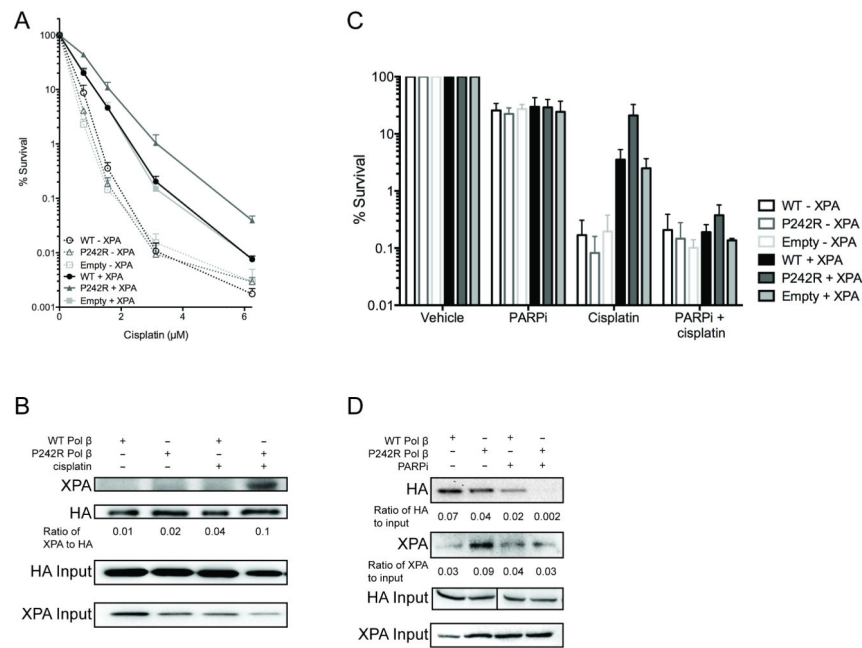 A
% Survival
100
10
1
0.1
0.01
0.001
0 2 4 6
Cisplatin (µM)
WT - XPA
P242R - XPA
Empty - XPA
WT + XPA
P242R + XPA
Empty + XPA
B
WT Pol β + – + –
P242R Pol β – + – +
cisplatin – – + +
XPA
HA
Ratio of XPA to HA 0.01 0.02 0.04 0.1
HA Input
XPA Input
C
% Survival
100
10
1
0.1
0.01
Vehicle PARPi Cisplatin PARPi + cisplatin
WT - XPA
P242R - XPA
Empty - XPA
WT + XPA
P242R + XPA
Empty + XPA
D
WT Pol β + – + –
P242R Pol β – + – +
PARPi – – + +
HA
Ratio of HA to input 0.07 0.04 0.02 0.002
XPA
Ratio of XPA to input 0.03 0.09 0.04 0.03
HA Input
XPA Input